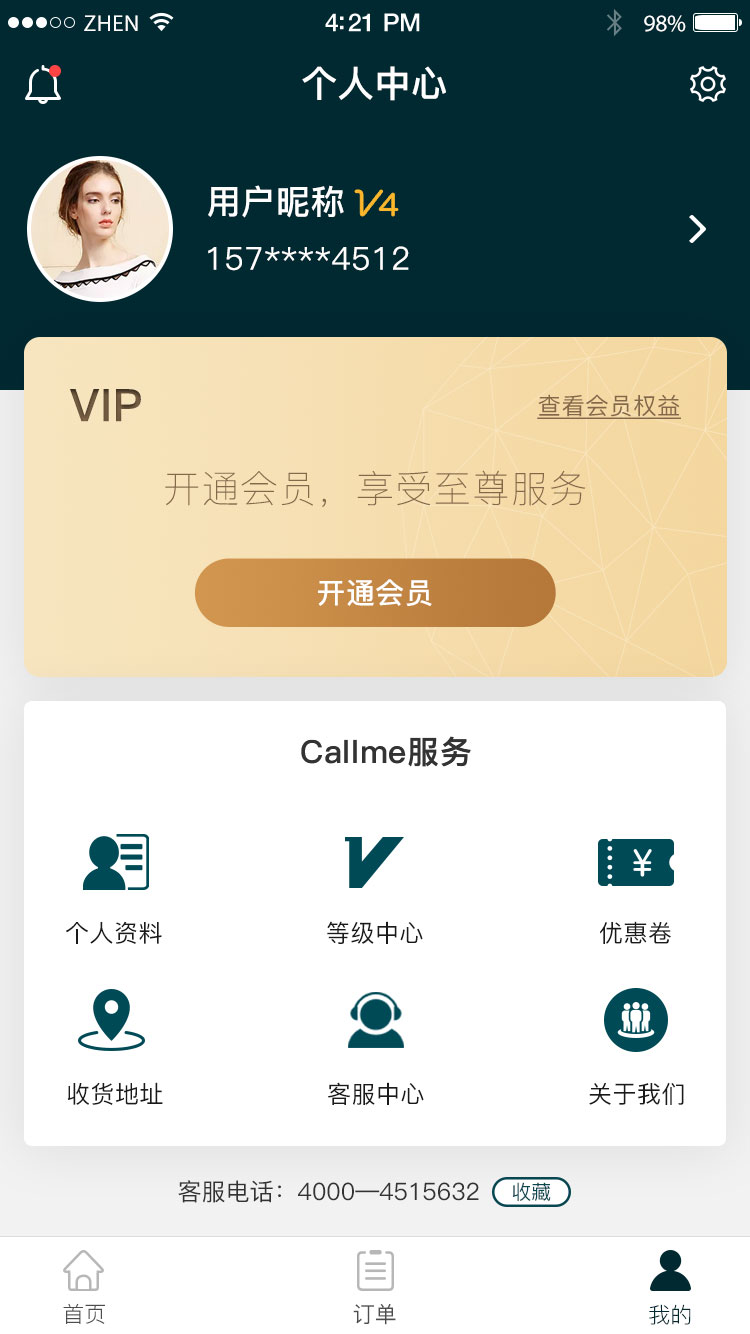 ZHEN 4:21 PM 98%
个人中心
用户昵称 V4
157****4512
VIP 查看会员权益
开通会员，享受至尊服务
开通会员
Callme服务
¥
个人资料 等级中心 优惠卷
收货地址 客服中心 关于我们
客服电话：4000—4515632 收藏
首页 订单 我的